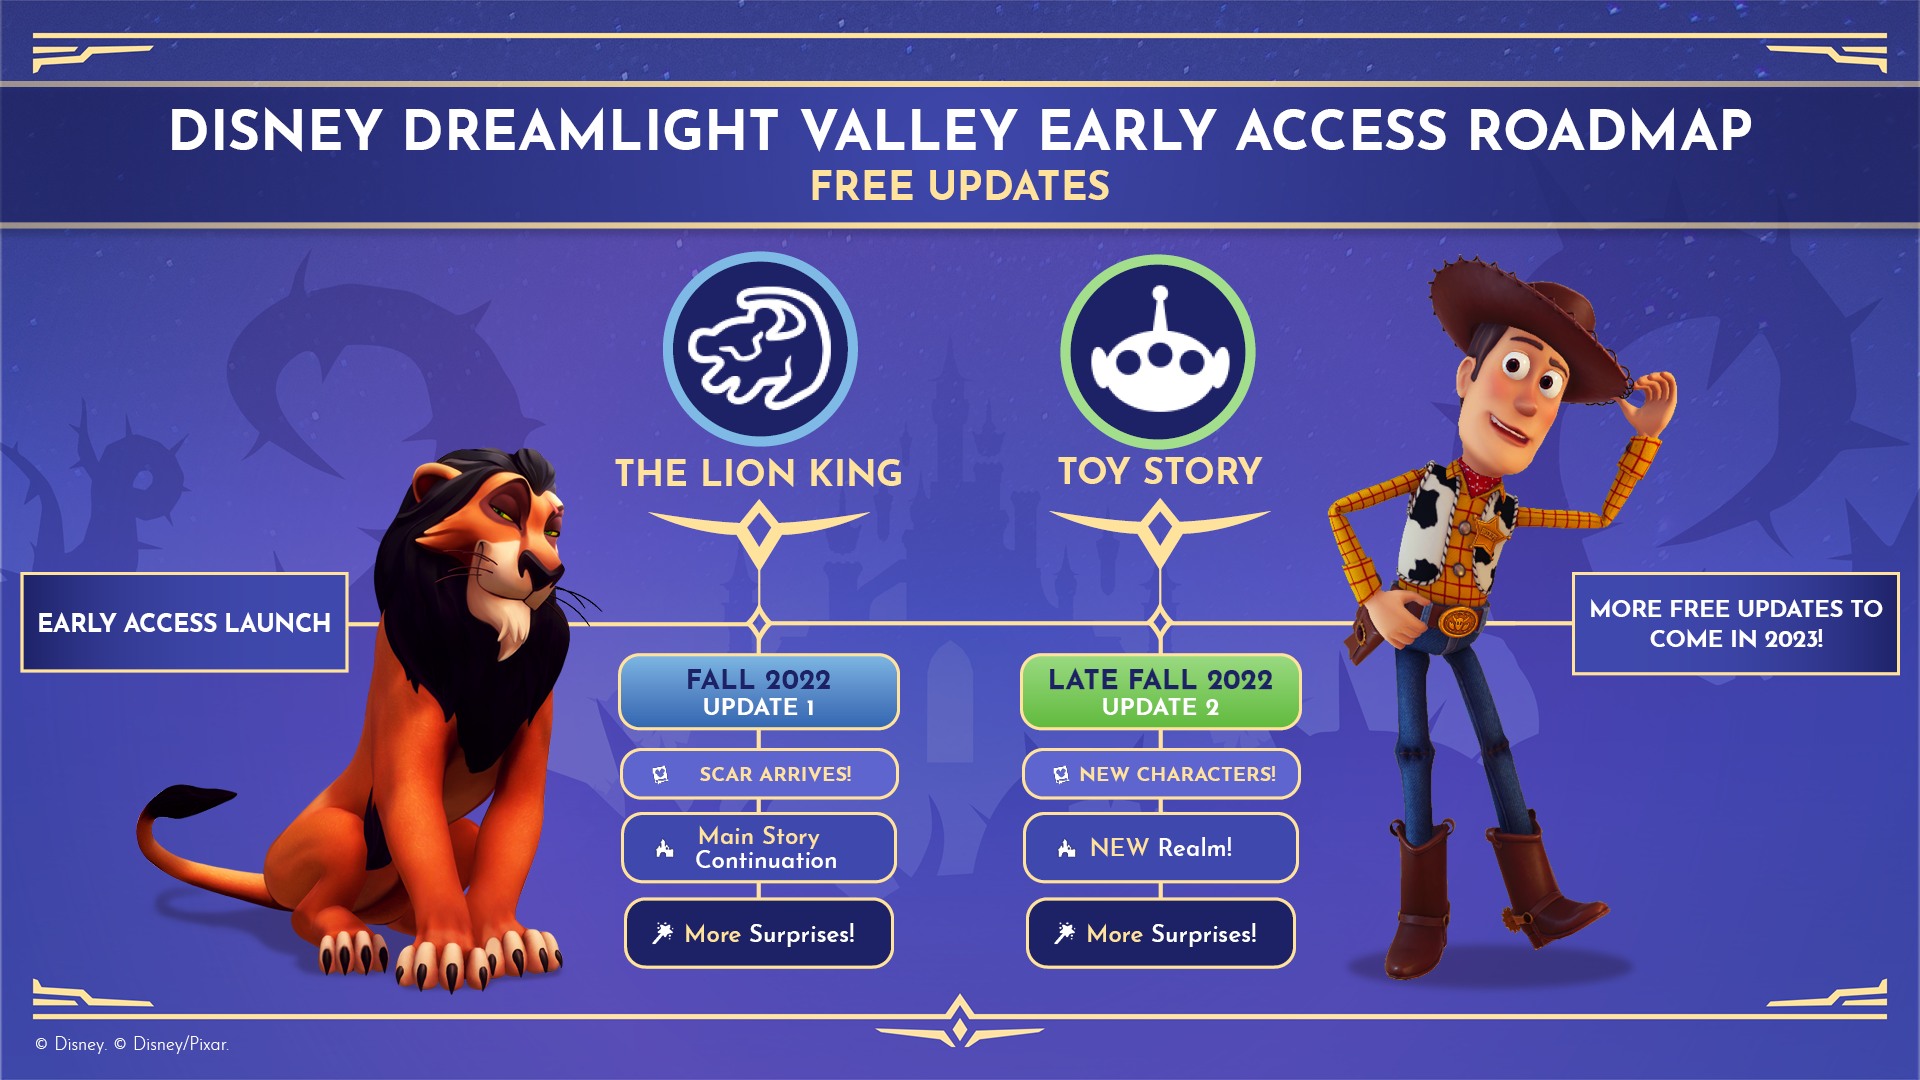 DISNEY DREAMLIGHT VALLEY EARLY ACCESS ROADMAP
FREE UPDATES
THE LION KING
TOY STORY
EARLY ACCESS LAUNCH
MORE FREE UPDATES TO
COME IN 2023!
FALL 2022
UPDATE 1
SCAR ARRIVES!
Main Story
Continuation
More Surprises!
LATE FALL 2022
UPDATE 2
NEW CHARACTERS!
NEW Realm!
More Surprises!
© Disney. © Disney/Pixar.